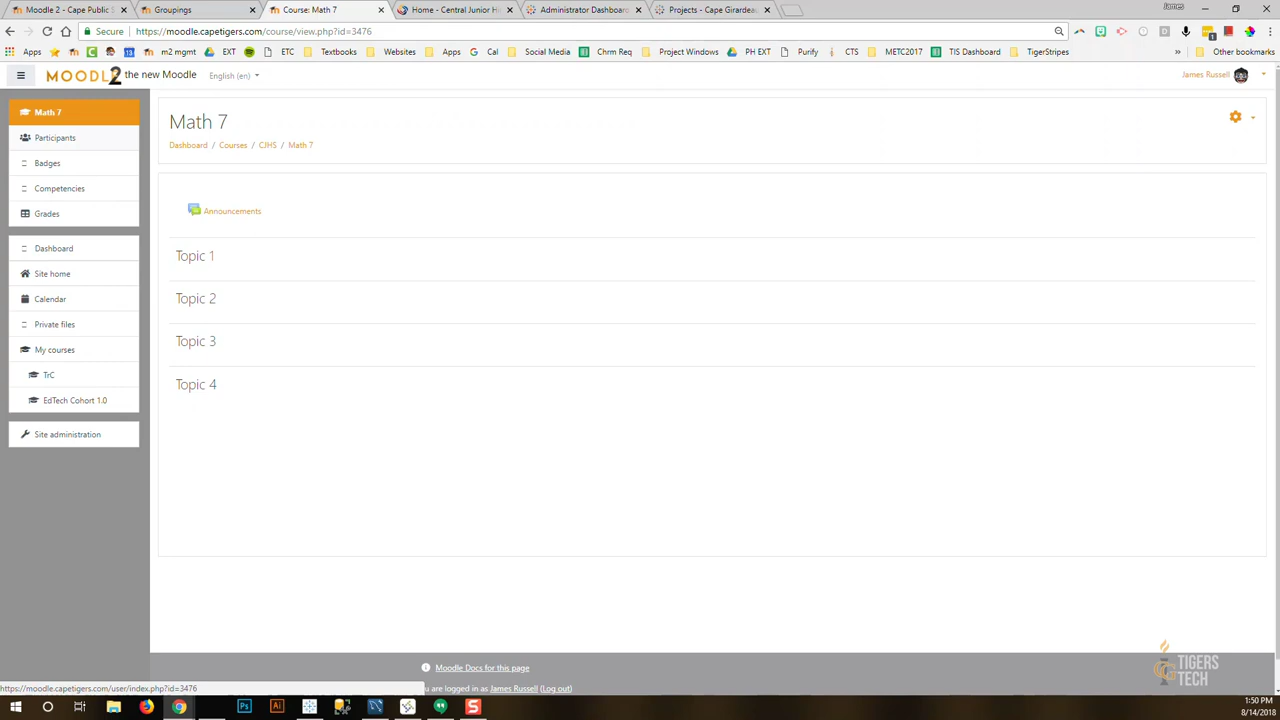 Moodle 2 - Cape Public S
Groupings
Course: Math 7
Home - Central Junior Hi
Administrator Dashboard
Projects - Cape Girardea
James
Secure
https://moodle.capetigers.com/course/view.php?id=3476
Apps
m2 mgmt
EXT
ETC
Textbooks
Websites
Apps
Cal
Social Media
Chrm Req
Project Windows
PH EXT
Purify
GTS
METC2017
TIS Dashboard
TigerStripes
Other bookmarks
MOODL2 the new Moodle
English (en)
James Russell
Math 7
Participants
Badges
Competencies
Grades
Dashboard
Site home
Calendar
Private files
My courses
TrC
EdTech Cohort 1.0
Site administration
Math 7
Dashboard / Courses / CJHS / Math 7
Announcements
Topic 1
Topic 2
Topic 3
Topic 4
Moodle Docs for this page
You are logged in as James Russell (Log out)
TIGERS
TECH
https://moodle.capetigers.com/user/index.php?id=3476
1:50 PM
8/14/2018